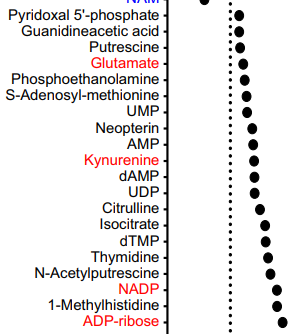 NAM
Pyridoxal 5'-phosphate
Guanidineacetic acid
Putrescine
Glutamate
Phosphoethanolamine
S-Adenosyl-methionine
UMP
Neopterin
AMP
Kynurenine
dAMP
UDP
Citrulline
Isocitrate
dTMP
Thymidine
N-Acetylputrescine
NADP
1-Methylhistidine
ADP-ribose